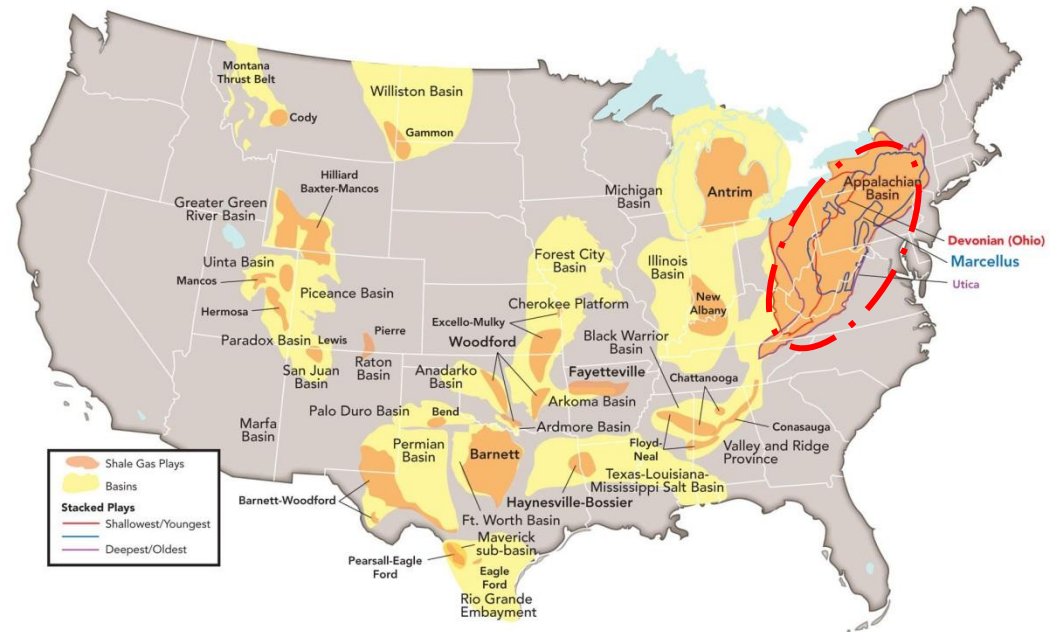 Montana
Thrust Belt
Cody
Williston Basin
Gammon
Hilliard
Baxter-Mancos
Greater Green
River Basin
Uinta Basin
Mancos
Piceance Basin
Hermosa
Paradox Basin
Lewis
Pierre
San Juan
Basin
Raton
Basin
Michigan
Basin
Antrim
Appalachian
Basin
Devonian (Ohio)
Marcellus
Utica
Forest City
Basin
Illinois
Basin
New
Albany
Cherokee Platform
Excello-Mulky
Woodford
Black Warrior
Basin
Anadarko
Basin
Fayetteville
Chattanooga
Arkoma Basin
Palo Duro Basin
Bend
Ardmore Basin
Conasauga
Floyd-
Neal
Valley and Ridge
Province
Marfa
Basin
Permian
Basin
Barnett
Texas-Louisiana-
Mississippi Salt Basin
Haynesville-Bossier
Barnett-Woodford
Ft. Worth Basin
Maverick
sub-basin
Pearsall-Eagle
Ford
Eagle
Ford
Rio Grande
Embayment
Shale Gas Plays
Basins
Stacked Plays
Shallowest/Youngest
Deepest/Oldest